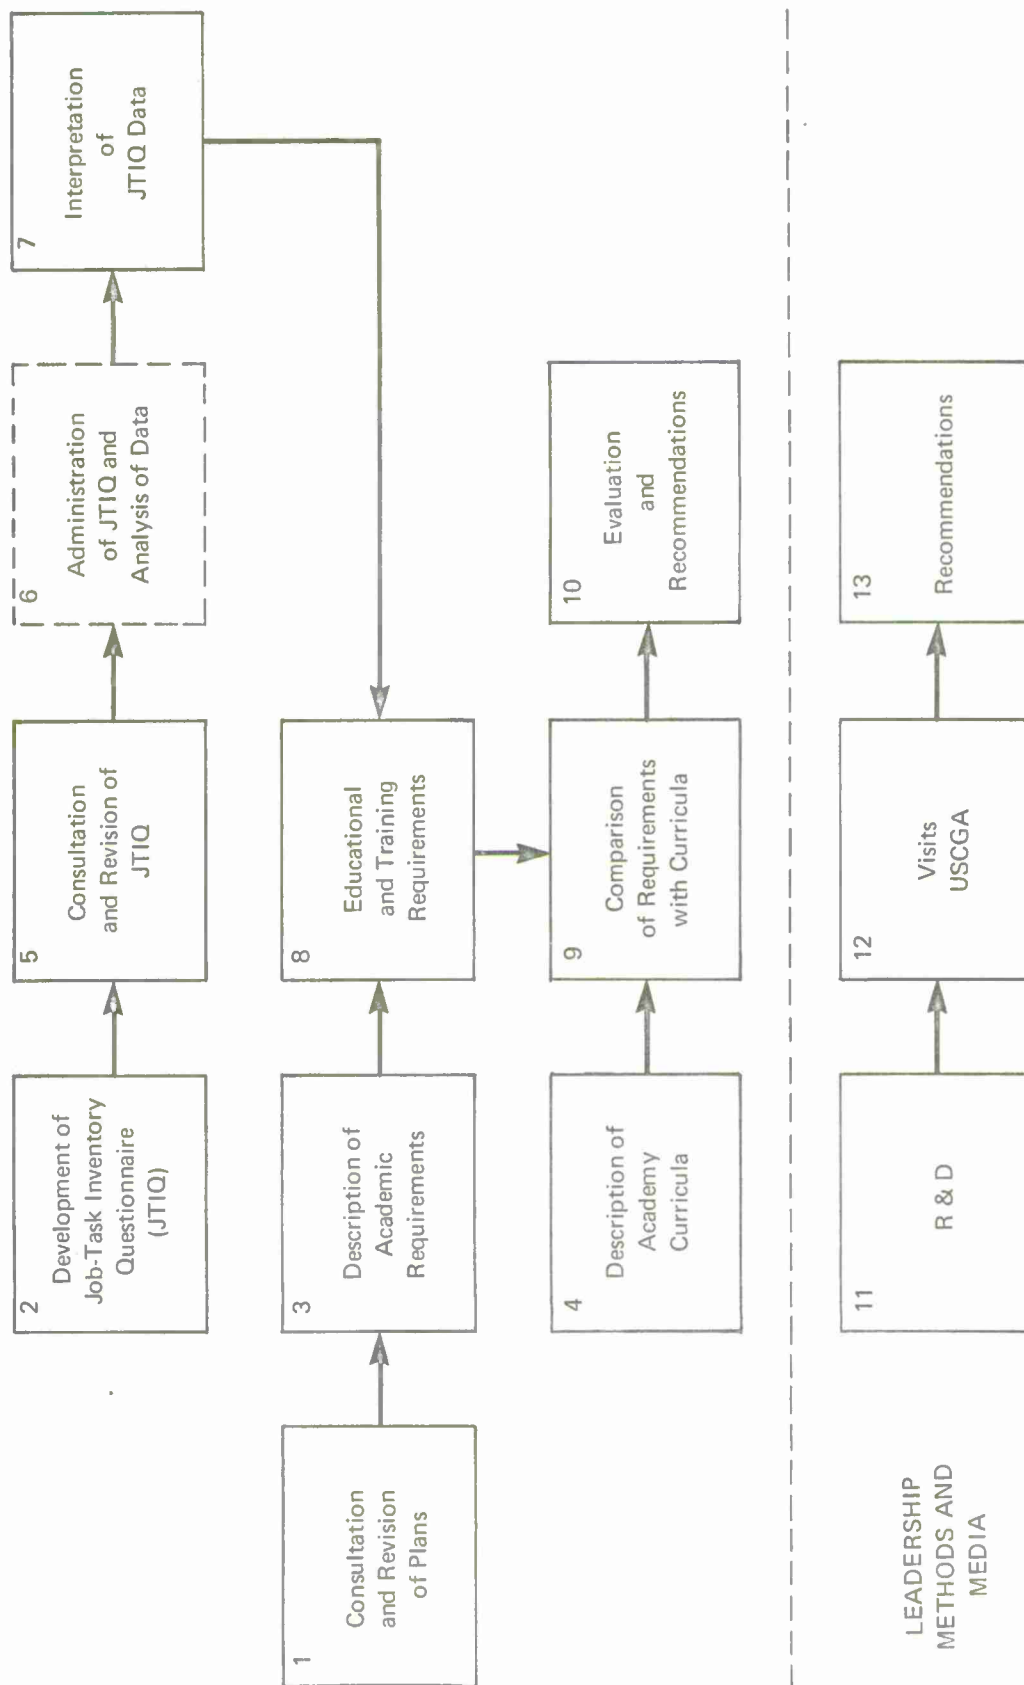 1
Consultation
and Revision
of Plans
2
Development of
Job-Task Inventory
Questionnaire
(JTIQ)
3
Description of
Academic
Requirements
4
Description of
Academy
Curricula
5
Consultation
and Revision of
JTIQ
6
Administration
of JTIQ and
Analysis of Data
7
Interpretation
of
JTIQ Data
8
Educational
and Training
Requirements
9
Comparison
of Requirements
with Curricula
10
Evaluation
and
Recommendations
LEADERSHIP
METHODS AND
MEDIA
11
R & D
12
Visits
USCGA
13
Recommendations